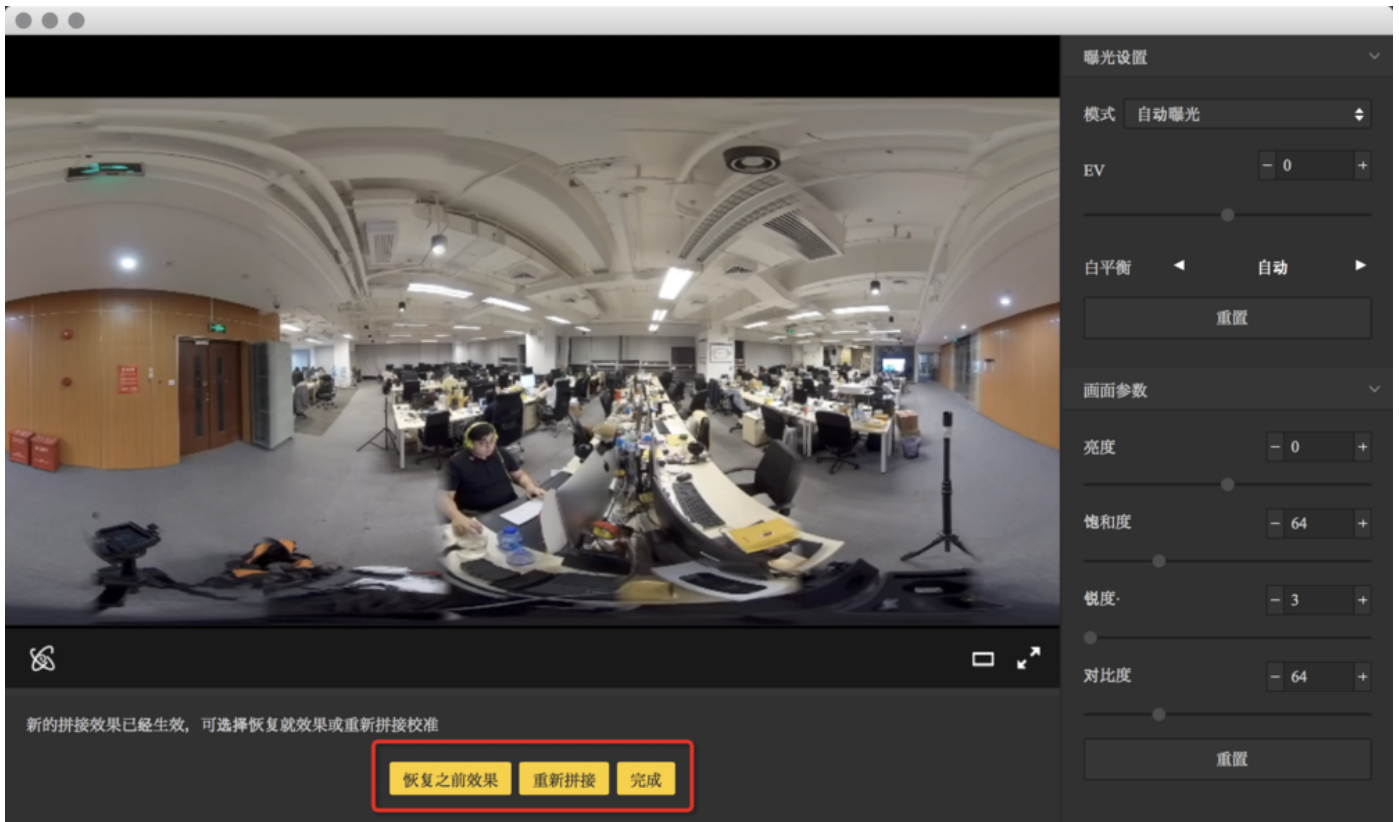 曝光设置
模式 自动曝光
EV − 0 +
白平衡 ◀ 自动 ▶
重置
画面参数
亮度 − 0 +
饱和度 − 64 +
锐度· − 3 +
对比度 − 64 +
重置
新的拼接效果已经生效，可选择恢复就效果或重新拼接校准
恢复之前效果 重新拼接 完成